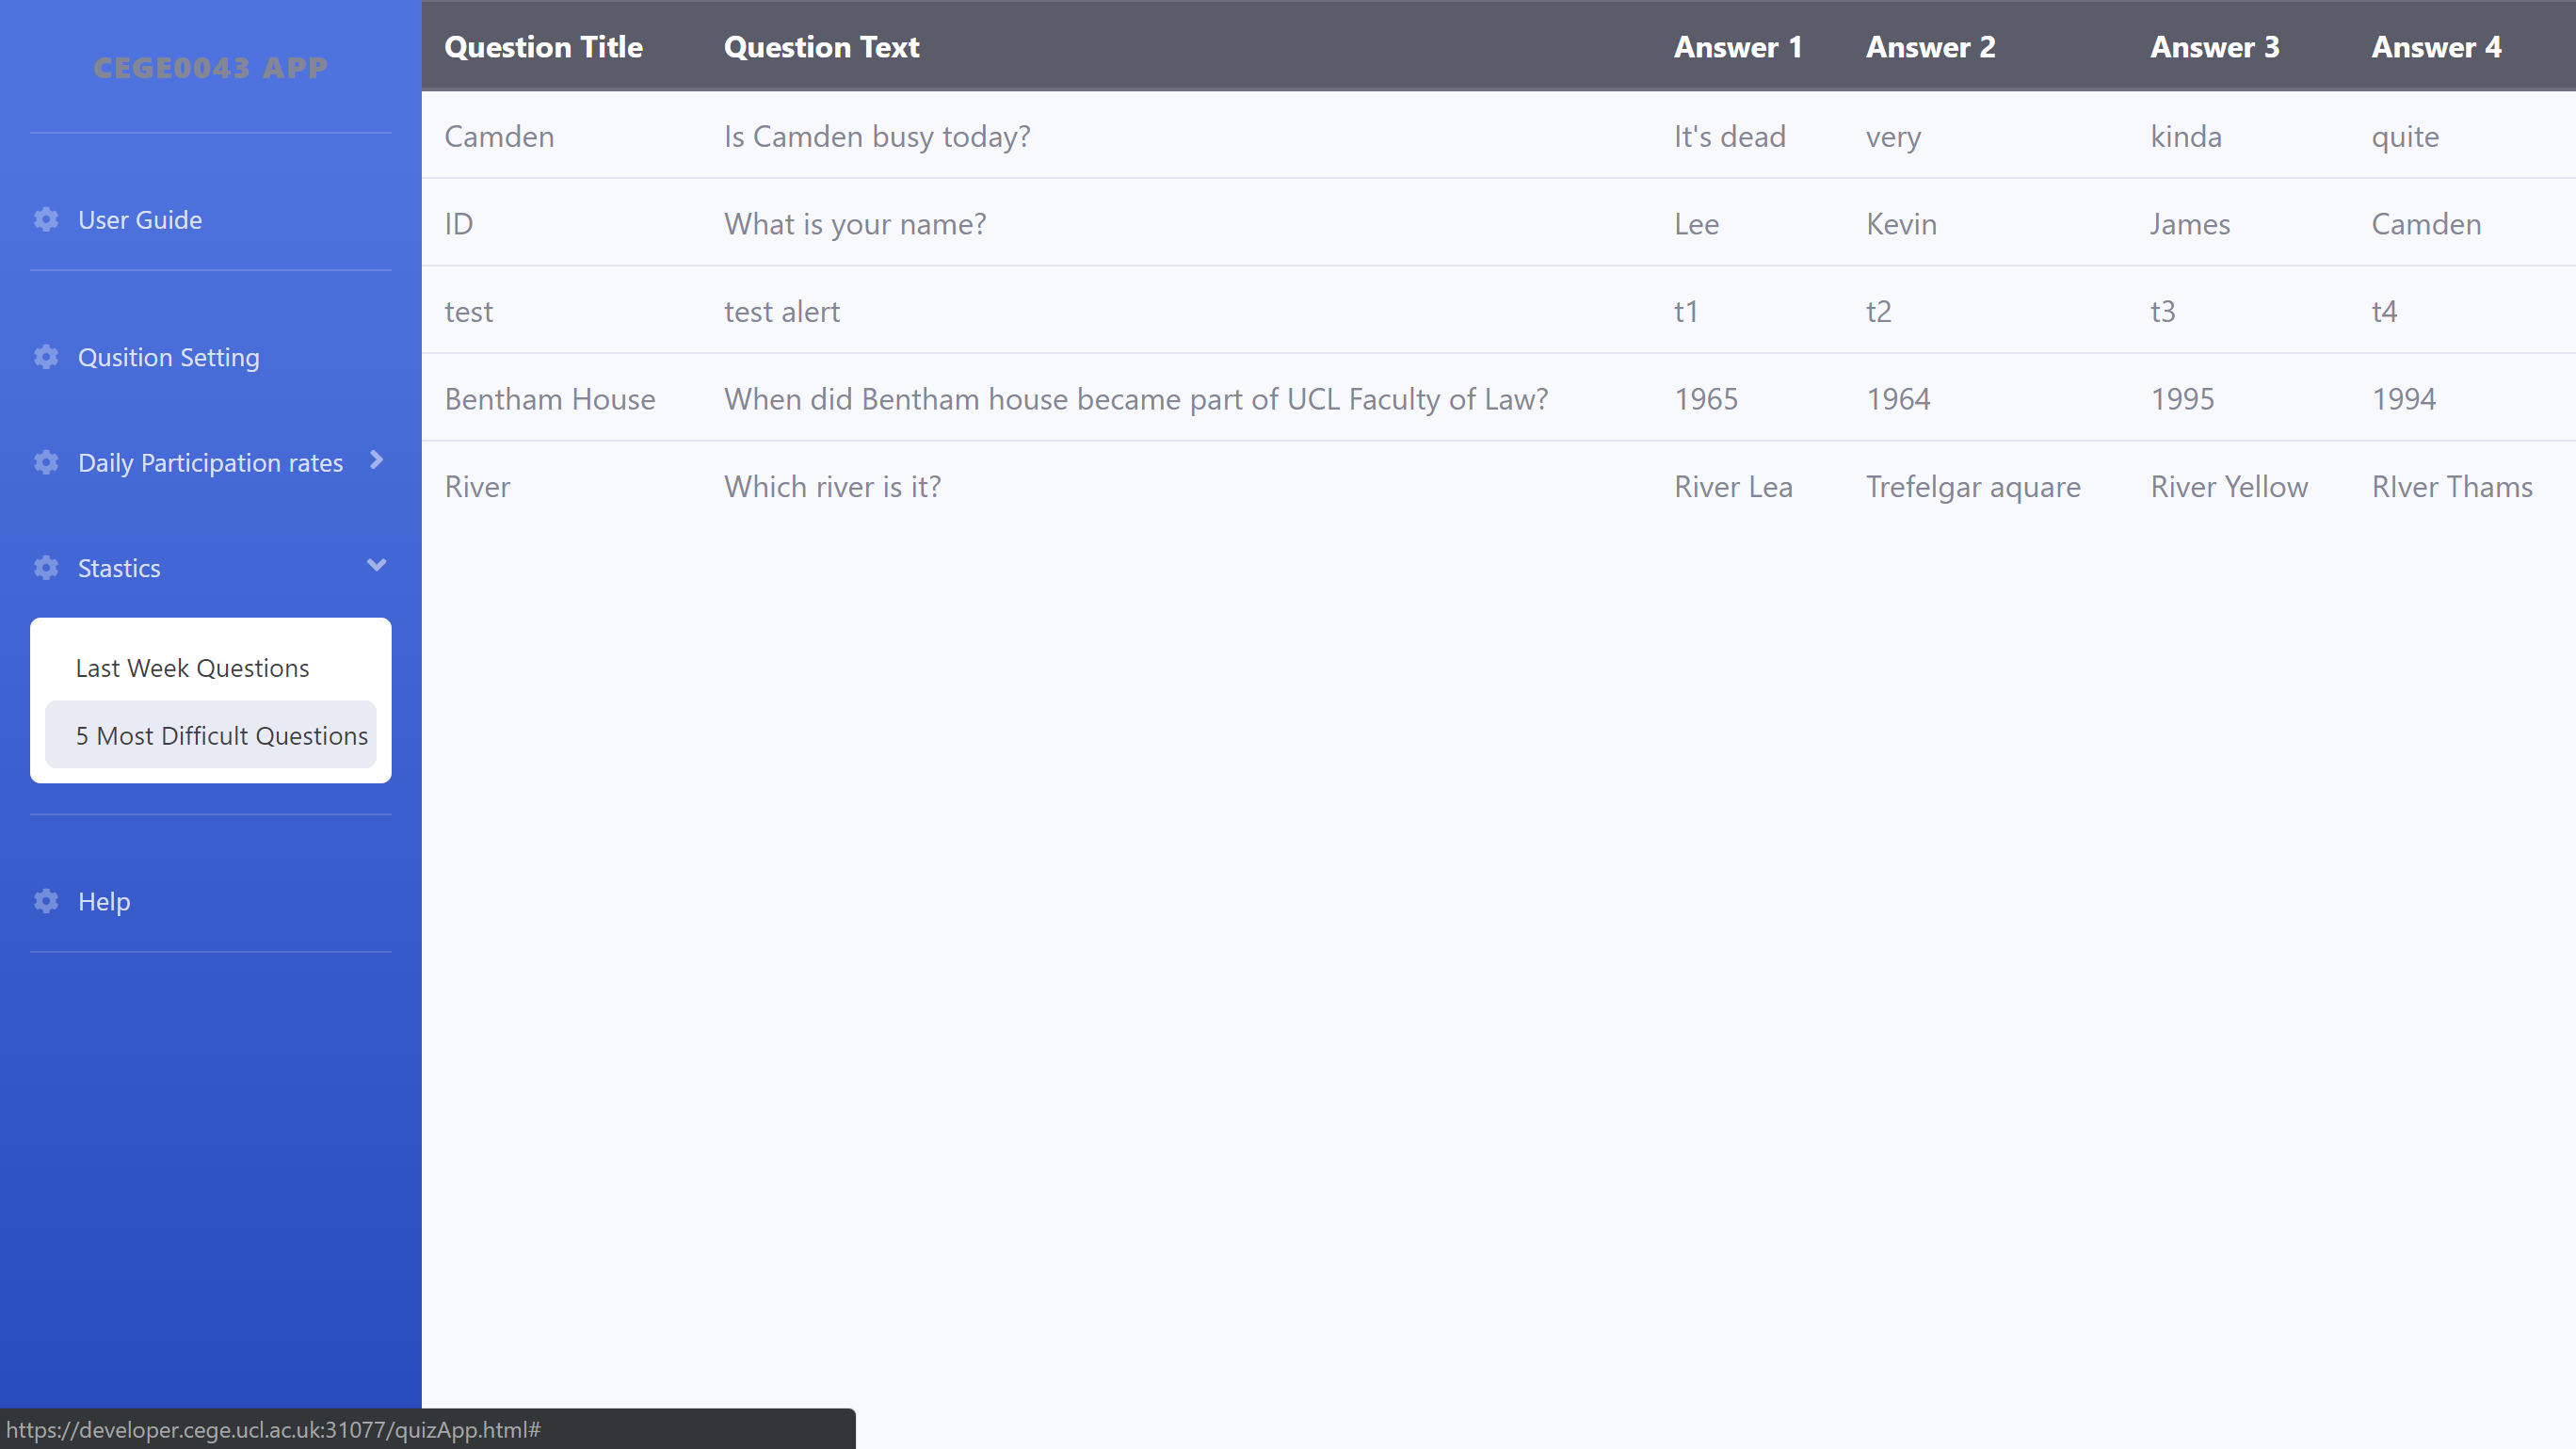 CEGE0043 APP
User Guide
Qusition Setting
Daily Participation rates
Stastics
Last Week Questions
5 Most Difficult Questions
Help
Question Title Question Text Answer 1 Answer 2 Answer 3 Answer 4
Camden Is Camden busy today? It's dead very kinda quite
ID What is your name? Lee Kevin James Camden
test test alert t1 t2 t3 t4
Bentham House When did Bentham house became part of UCL Faculty of Law? 1965 1964 1995 1994
River Which river is it? River Lea Trefelgar aquare River Yellow RIver Thams
https://developer.cege.ucl.ac.uk:31077/quizApp.html#